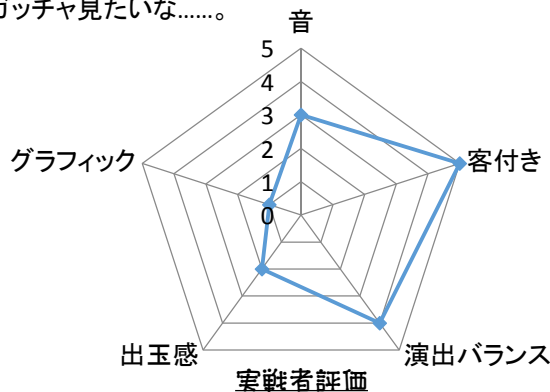 ガッチャ見たいな……。
音
5
4
3
2
1
0
グラフィック
客付き
出玉感
演出バランス
実戦者評価